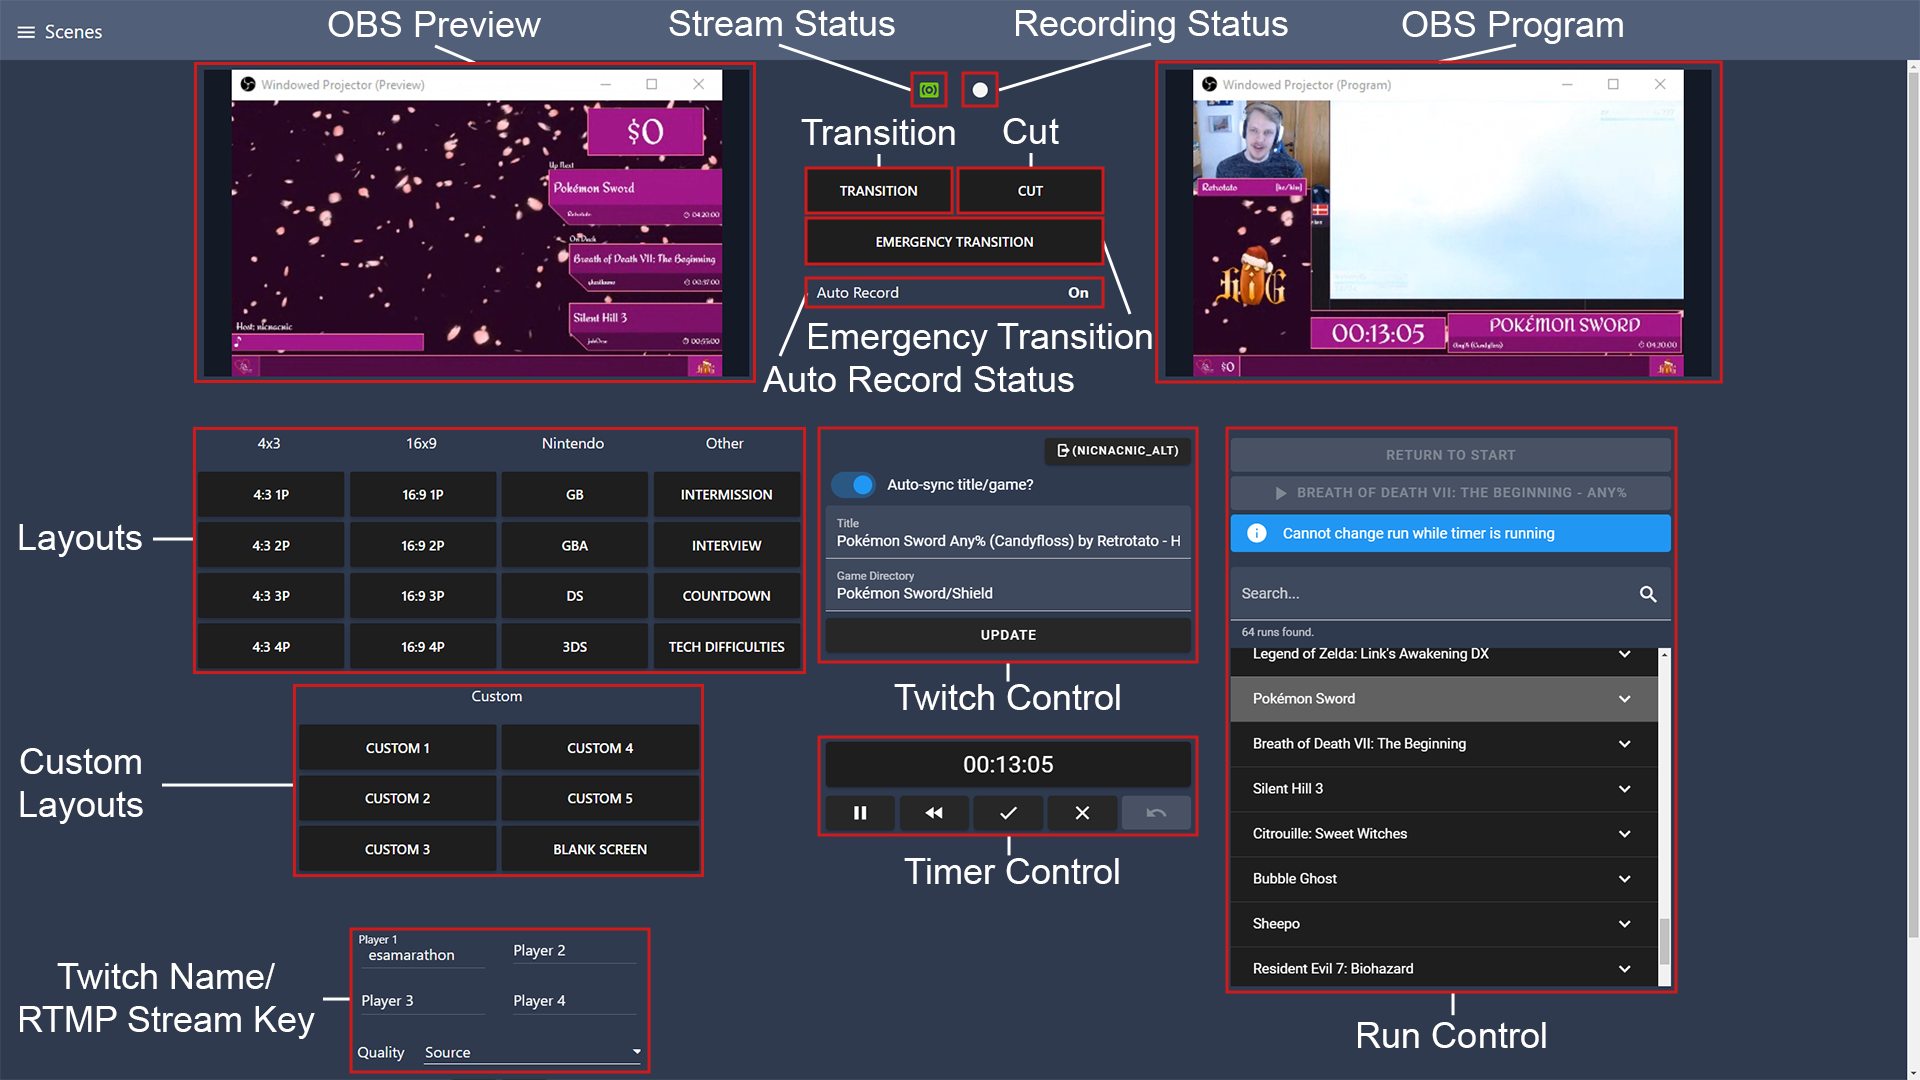 Scenes
OBS Preview
Stream Status
Recording Status
OBS Program
Windowed Projector (Preview)
$0
Up Next
Pokémon Sword
Retrotato
04:20:00
On Deck
Breath of Death VII: The Beginning
00:37:00
Silent Hill 3
00:55:00
Host: nicnacnic
Transition
Cut
TRANSITION
CUT
EMERGENCY TRANSITION
Auto Record
On
Emergency Transition
Auto Record Status
Windowed Projector (Program)
Retrotato
[he/him]
HiG
00:13:05
POKÉMON SWORD
Any% (Candyfloss)
04:20:00
$0
4x3
16x9
Nintendo
Other
4:3 1P
16:9 1P
GB
INTERMISSION
4:3 2P
16:9 2P
GBA
INTERVIEW
4:3 3P
16:9 3P
DS
COUNTDOWN
4:3 4P
16:9 4P
3DS
TECH DIFFICULTIES
Layouts
Custom
CUSTOM 1
CUSTOM 4
CUSTOM 2
CUSTOM 5
CUSTOM 3
BLANK SCREEN
Custom
Layouts
Player 1
esamarathon
Player 2
Player 3
Player 4
Quality
Source
Twitch Name/
RTMP Stream Key
(NICNACNIC_ALT)
Auto-sync title/game?
Title
Pokémon Sword Any% (Candyfloss) by Retrotato - H
Game Directory
Pokémon Sword/Shield
UPDATE
Twitch Control
00:13:05
Timer Control
RETURN TO START
BREATH OF DEATH VII: THE BEGINNING - ANY%
Cannot change run while timer is running
Search...
64 runs found.
Legend of Zelda: Link's Awakening DX
Pokémon Sword
Breath of Death VII: The Beginning
Silent Hill 3
Citrouille: Sweet Witches
Bubble Ghost
Sheepo
Resident Evil 7: Biohazard
Run Control